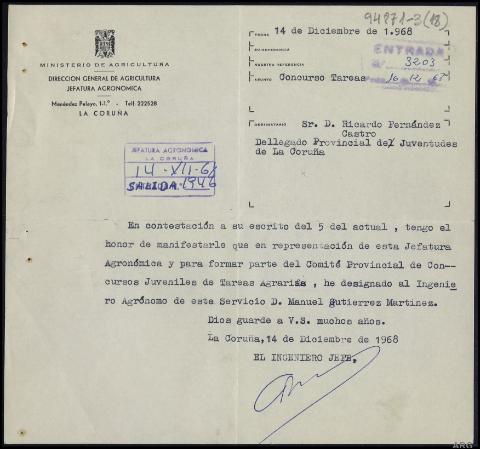 94271-3(18)
MINISTERIO DE AGRICULTURA
DIRECCION GENERAL DE AGRICULTURA
JEFATURA AGRONOMICA
Menéndez Pelayo, 1-1.º - Telf. 222528
LA CORUÑA
FECHA 14 de Diciembre de 1.968
SU REFERENCIA
NUESTRA REFERENCIA
ASUNTO Concurso Tareas
ENTRADA
3203
16-12-68
DESTINATARIO Sr. D. Ricardo Fernández
Castro
Dellegado Provincial del Juventudes
de La Coruña
JEFATURA AGRONOMICA
LA CORUÑA
14-XII-68
SALIDA 1946
En contestación a su escrito del 5 del actual , tengo el
honor de manifestarle que en representación de esta Jefatura
Agronómica y para formar parte del Comité Provincial de Con--
cursos Juveniles de Tareas Agrarias , he designado al Ingenie
ro Agrónomo de este Servicio D. Manuel Gutierrez Martinez.
Dios guarde a V.S. muchos años.
La Coruña,14 de Diciembre de 1968
EL INGENIERO JEFE,
ARG